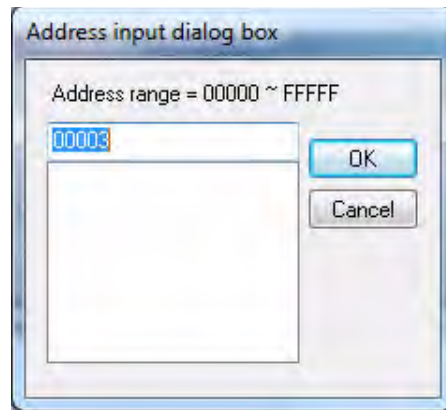 Address input dialog box
Address range = 00000 ~ FFFFF
00003
OK
Cancel